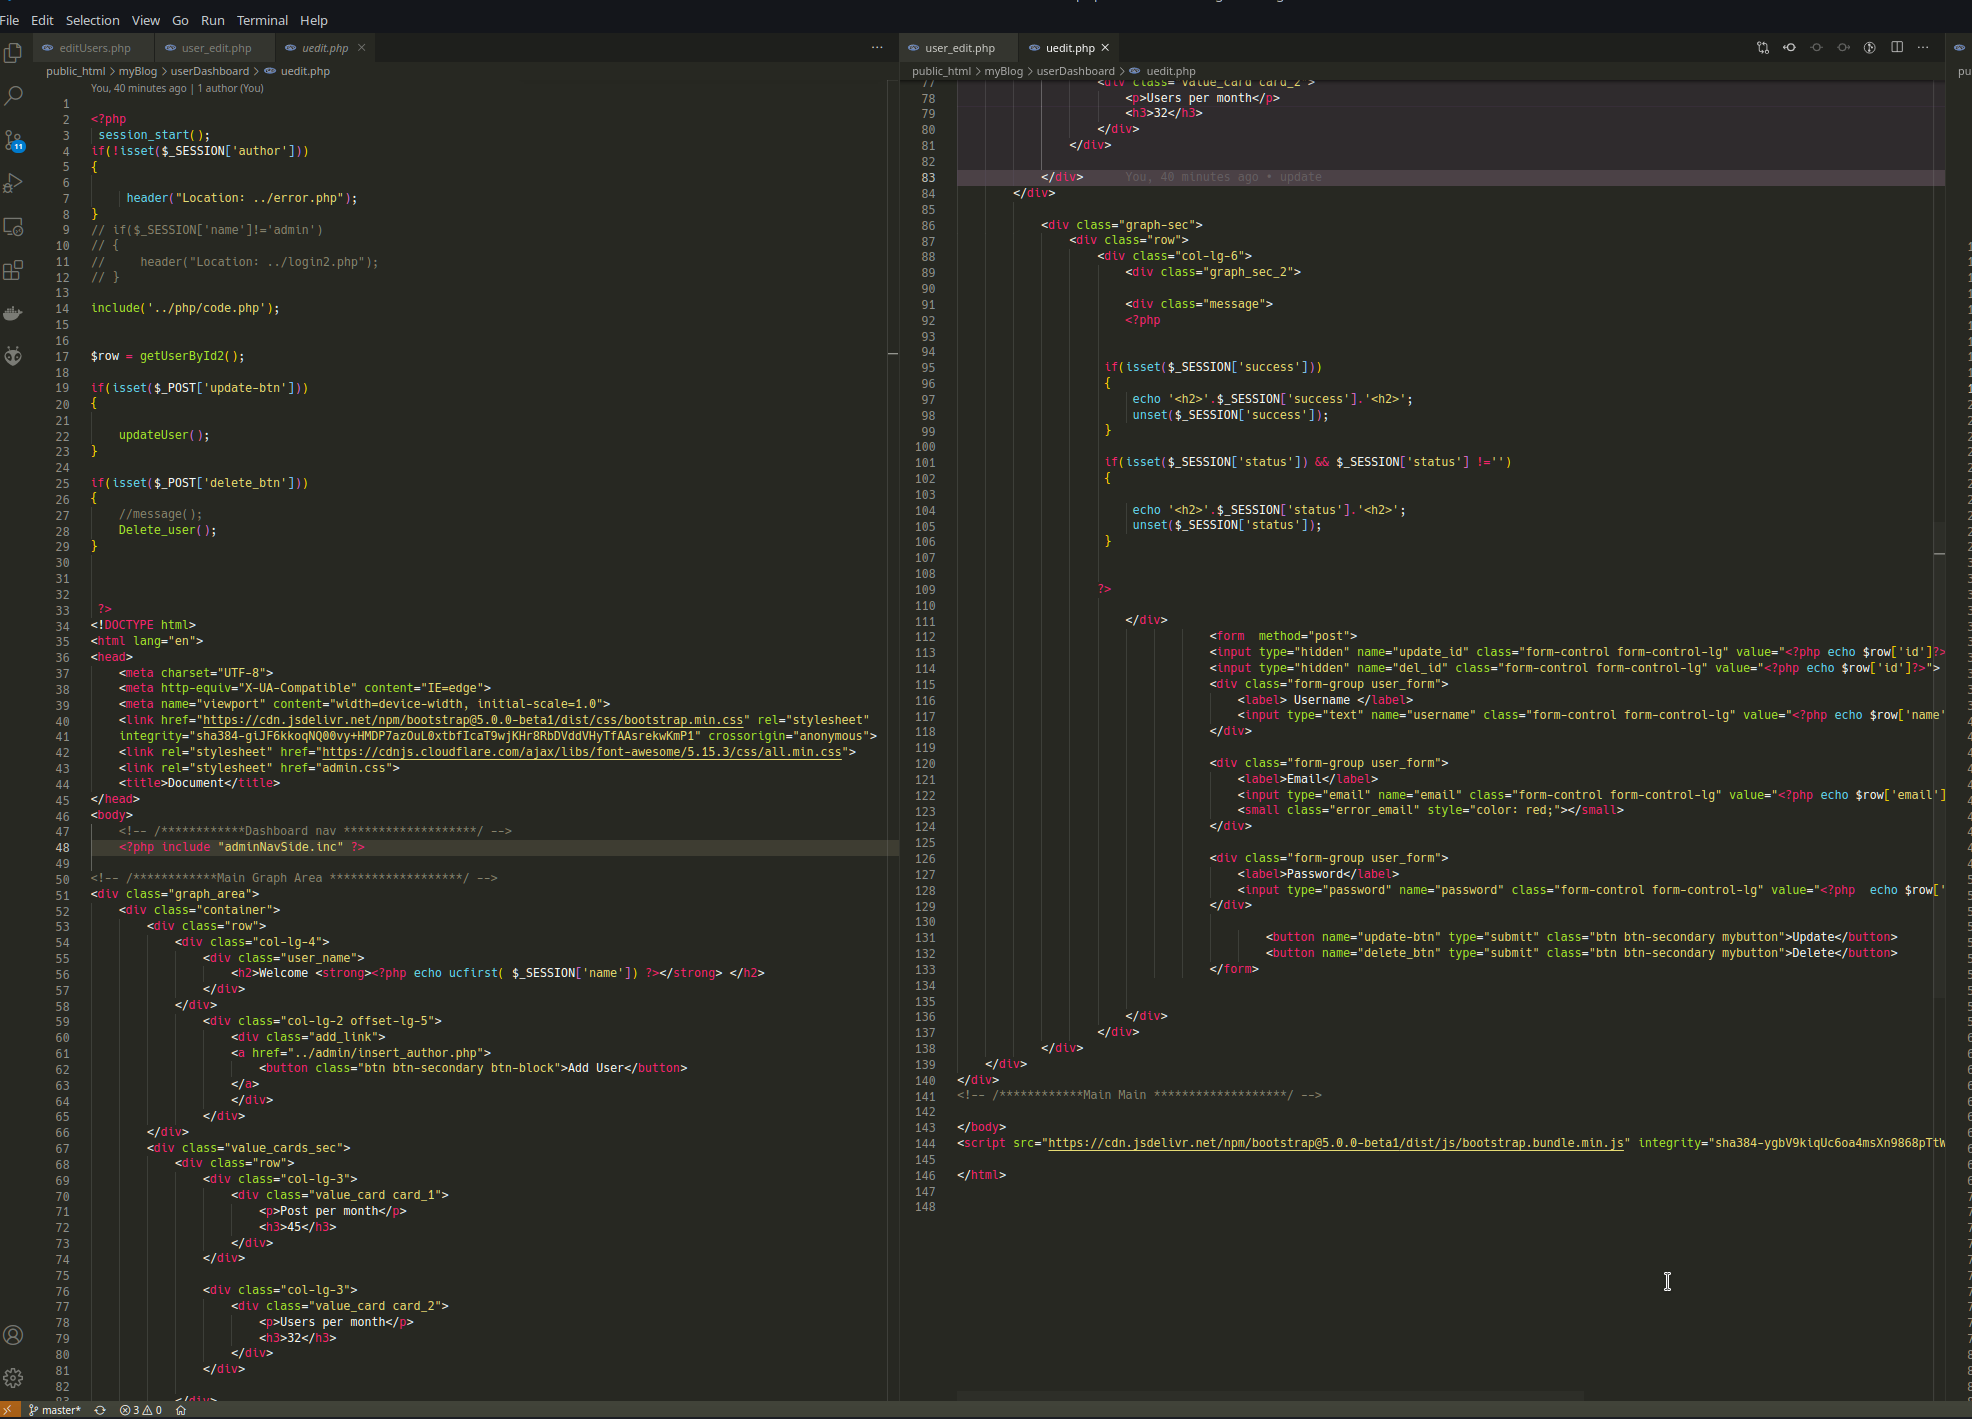 File Edit Selection View Go Run Terminal Help
editUsers.php user_edit.php uedit.php
public_html > myBlog > userDashboard > uedit.php
You, 40 minutes ago | 1 author (You)
1
2 <?php
3 session_start();
4 if(!isset($_SESSION['author']))
5 {
6
7 header("Location: ../error.php");
8 }
9 // if($_SESSION['name']!='admin')
10 // {
11 // header("Location: ../login2.php");
12 // }
13
14 include('../php/code.php');
15
16
17 $row = getUserById2();
18
19 if(isset($_POST['update-btn']))
20 {
21
22 updateUser();
23 }
24
25 if(isset($_POST['delete_btn']))
26 {
27 //message();
28 Delete_user();
29 }
30
31
32
33 ?>
34 <!DOCTYPE html>
35 <html lang="en">
36 <head>
37 <meta charset="UTF-8">
38 <meta http-equiv="X-UA-Compatible" content="IE=edge">
39 <meta name="viewport" content="width=device-width, initial-scale=1.0">
40 <link href="https://cdn.jsdelivr.net/npm/bootstrap@5.0.0-beta1/dist/css/bootstrap.min.css" rel="stylesheet"
41 integrity="sha384-giJF6kkoqNQ00vy+HMDP7azOuL0xtbfIcaT9wjKHr8RbDVddVHyTfAAsrekwKmP1" crossorigin="anonymous">
42 <link rel="stylesheet" href="https://cdnjs.cloudflare.com/ajax/libs/font-awesome/5.15.3/css/all.min.css">
43 <link rel="stylesheet" href="admin.css">
44 <title>Document</title>
45 </head>
46 <body>
47 <!-- /************Dashboard nav *******************/ -->
48 <?php include "adminNavSide.inc" ?>
49
50 <!-- /************Main Graph Area *******************/ -->
51 <div class="graph_area">
52 <div class="container">
53 <div class="row">
54 <div class="col-lg-4">
55 <div class="user_name">
56 <h2>Welcome <strong><?php echo ucfirst( $_SESSION['name']) ?></strong> </h2>
57 </div>
58 </div>
59 <div class="col-lg-2 offset-lg-5">
60 <div class="add_link">
61 <a href="../admin/insert_author.php">
62 <button class="btn btn-secondary btn-block">Add User</button>
63 </a>
64 </div>
65 </div>
66 </div>
67 <div class="value_cards_sec">
68 <div class="row">
69 <div class="col-lg-3">
70 <div class="value_card card_1">
71 <p>Post per month</p>
72 <h3>45</h3>
73 </div>
74 </div>
75
76 <div class="col-lg-3">
77 <div class="value_card card_2">
78 <p>Users per month</p>
79 <h3>32</h3>
80 </div>
81 </div>
82
83 </div>
user_edit.php uedit.php
public_html > myBlog > userDashboard > uedit.php
77 <div class="value_card card_2">
78 <p>Users per month</p>
79 <h3>32</h3>
80 </div>
81 </div>
82
83 </div> You, 40 minutes ago • update
84 </div>
85
86 <div class="graph-sec">
87 <div class="row">
88 <div class="col-lg-6">
89 <div class="graph_sec_2">
90
91 <div class="message">
92 <?php
93
94
95 if(isset($_SESSION['success']))
96 {
97 echo '<h2>'.$_SESSION['success'].'<h2>';
98 unset($_SESSION['success']);
99 }
100
101 if(isset($_SESSION['status']) && $_SESSION['status'] !='')
102 {
103
104 echo '<h2>'.$_SESSION['status'].'<h2>';
105 unset($_SESSION['status']);
106 }
107
108
109 ?>
110
111 </div>
112 <form method="post">
113 <input type="hidden" name="update_id" class="form-control form-control-lg" value="<?php echo $row['id']?>
114 <input type="hidden" name="del_id" class="form-control form-control-lg" value="<?php echo $row['id']?>">
115 <div class="form-group user_form">
116 <label> Username </label>
117 <input type="text" name="username" class="form-control form-control-lg" value="<?php echo $row['name'
118 </div>
119
120 <div class="form-group user_form">
121 <label>Email</label>
122 <input type="email" name="email" class="form-control form-control-lg" value="<?php echo $row['email']
123 <small class="error_email" style="color: red;"></small>
124 </div>
125
126 <div class="form-group user_form">
127 <label>Password</label>
128 <input type="password" name="password" class="form-control form-control-lg" value="<?php echo $row['
129 </div>
130
131 <button name="update-btn" type="submit" class="btn btn-secondary mybutton">Update</button>
132 <button name="delete_btn" type="submit" class="btn btn-secondary mybutton">Delete</button>
133 </form>
134
135
136 </div>
137 </div>
138 </div>
139 </div>
140 </div>
141 <!-- /************Main Main *******************/ -->
142
143 </body>
144 <script src="https://cdn.jsdelivr.net/npm/bootstrap@5.0.0-beta1/dist/js/bootstrap.bundle.min.js" integrity="sha384-ygbV9kiqUc6oa4msXn9868pTtW
145
146 </html>
147
148
11
master* 3 0